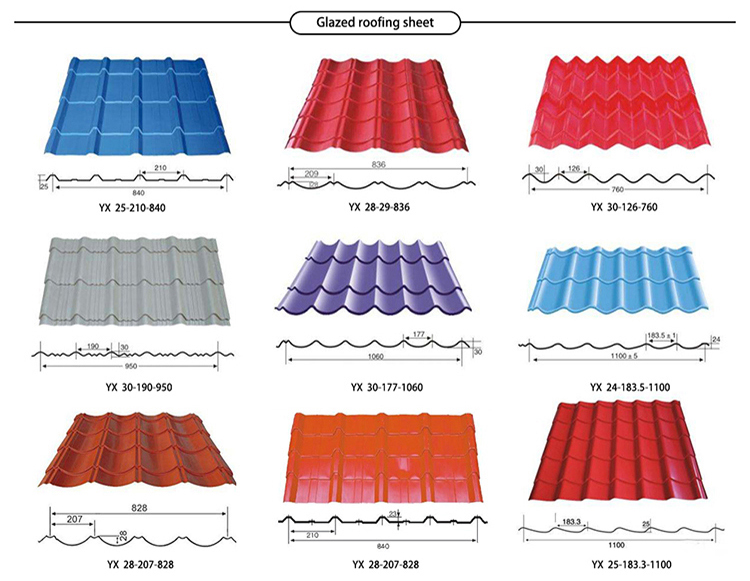 Glazed roofing sheet
210
25
840
YX 25-210-840
836
209
YX 28-29-836
30
126
760
YX 30-126-760
190
30
950
YX 30-190-950
177
30
1060
YX 30-177-1060
183.5 ± 1
24
1100 ± 5
YX 24-183.5-1100
828
207
28
YX 28-207-828
23
210
840
YX 28-207-828
183.3
25
1100
YX 25-183.3-1100